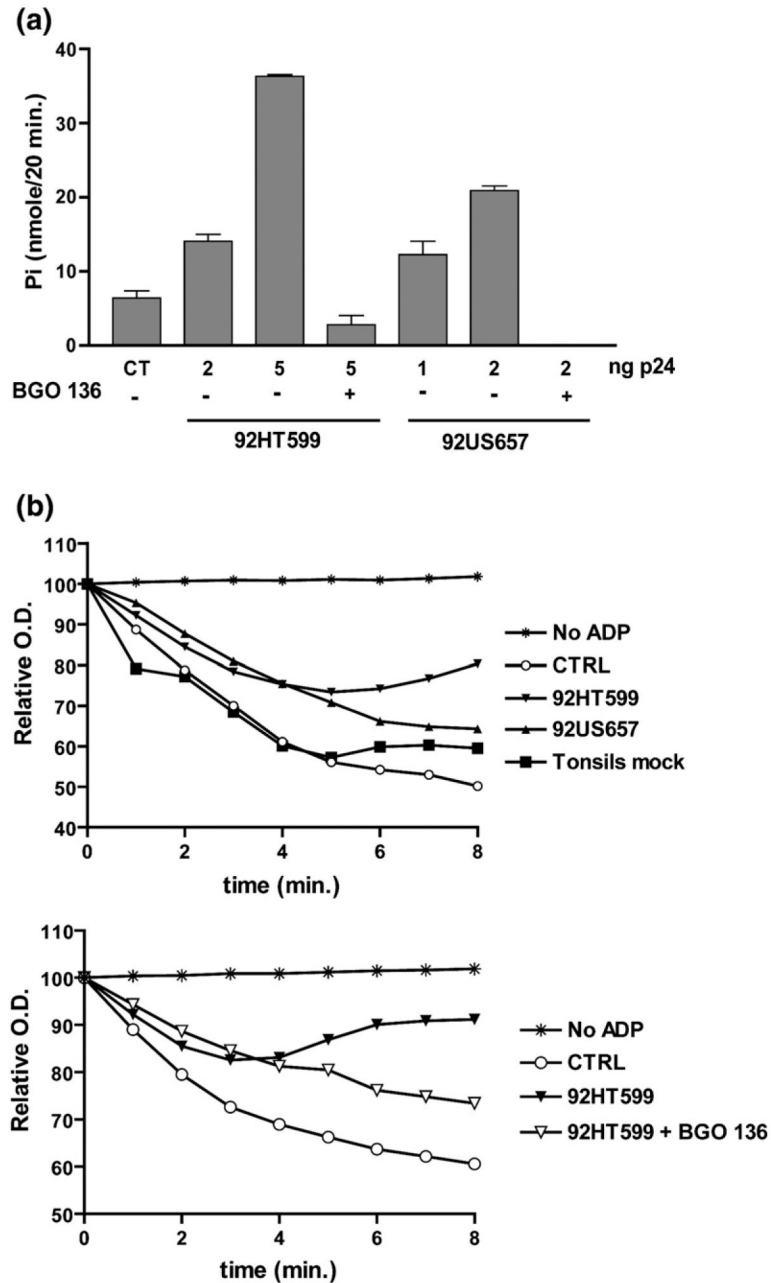 (a)
Pi (nmole/20 min.)
40
30
20
10
0
CT 2 5 5 1 2 2 ng p24
BGO 136 - - - + - - +
92HT599 92US657
(b)
Relative O.D.
110
100
90
80
70
60
50
40
0 2 4 6 8
time (min.)
No ADP
CTRL
92HT599
92US657
Tonsils mock
Relative O.D.
110
100
90
80
70
60
50
0 2 4 6 8
time (min.)
No ADP
CTRL
92HT599
92HT599 + BGO 136